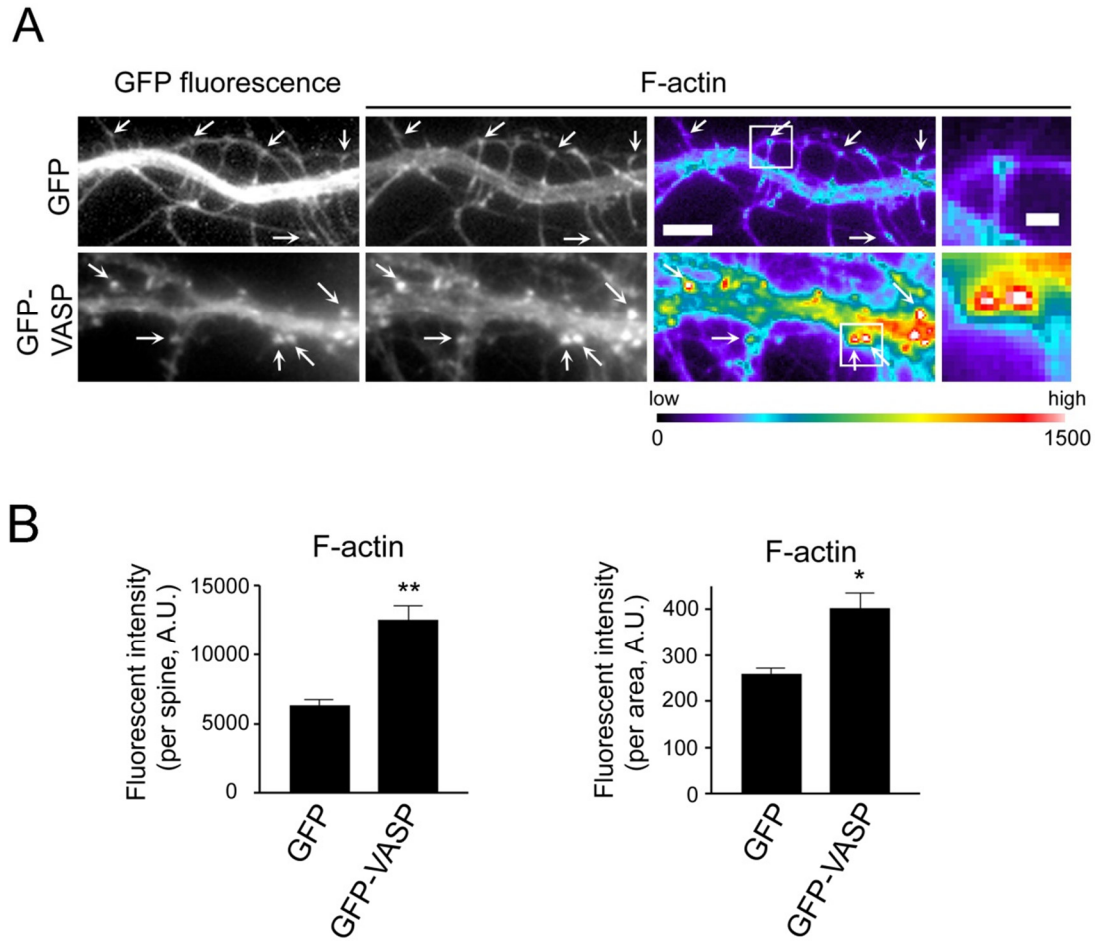 A
GFP fluorescence
F-actin
GFP
GFP-
VASP
low
high
0
1500
B
F-actin
Fluorescent intensity
(per spine, A.U.)
15000
10000
5000
0
**
GFP
GFP-VASP
F-actin
Fluorescent intensity
(per area, A.U.)
400
300
200
100
0
*
GFP
GFP-VASP